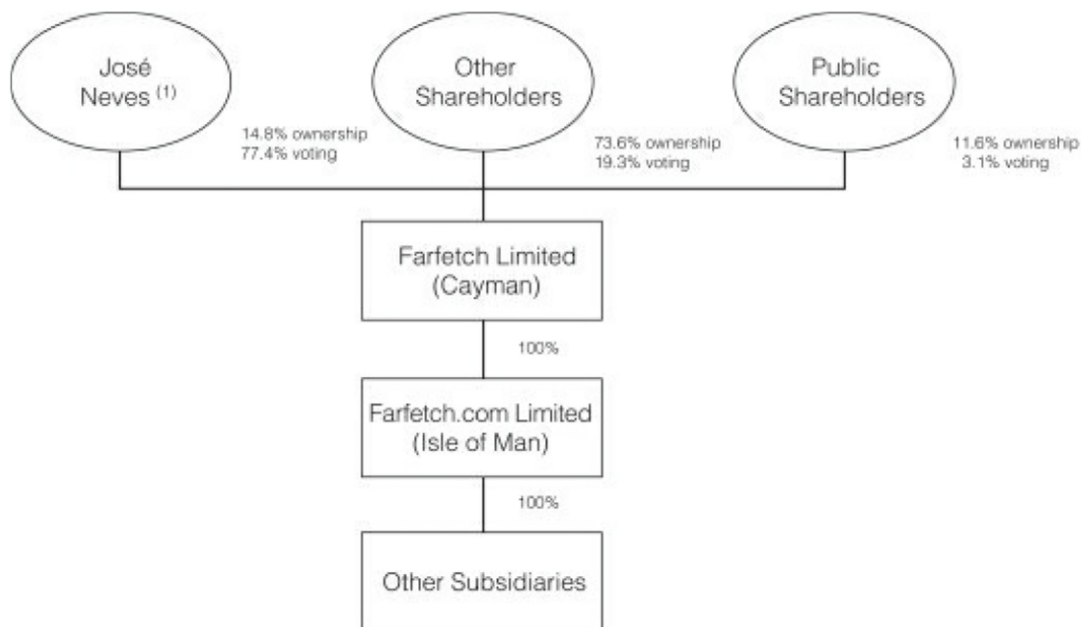 José
Neves (1)
Other
Shareholders
Public
Shareholders
14.8% ownership
77.4% voting
73.6% ownership
19.3% voting
11.6% ownership
3.1% voting
Farfetch Limited
(Cayman)
100%
Farfetch.com Limited
(Isle of Man)
100%
Other Subsidiaries